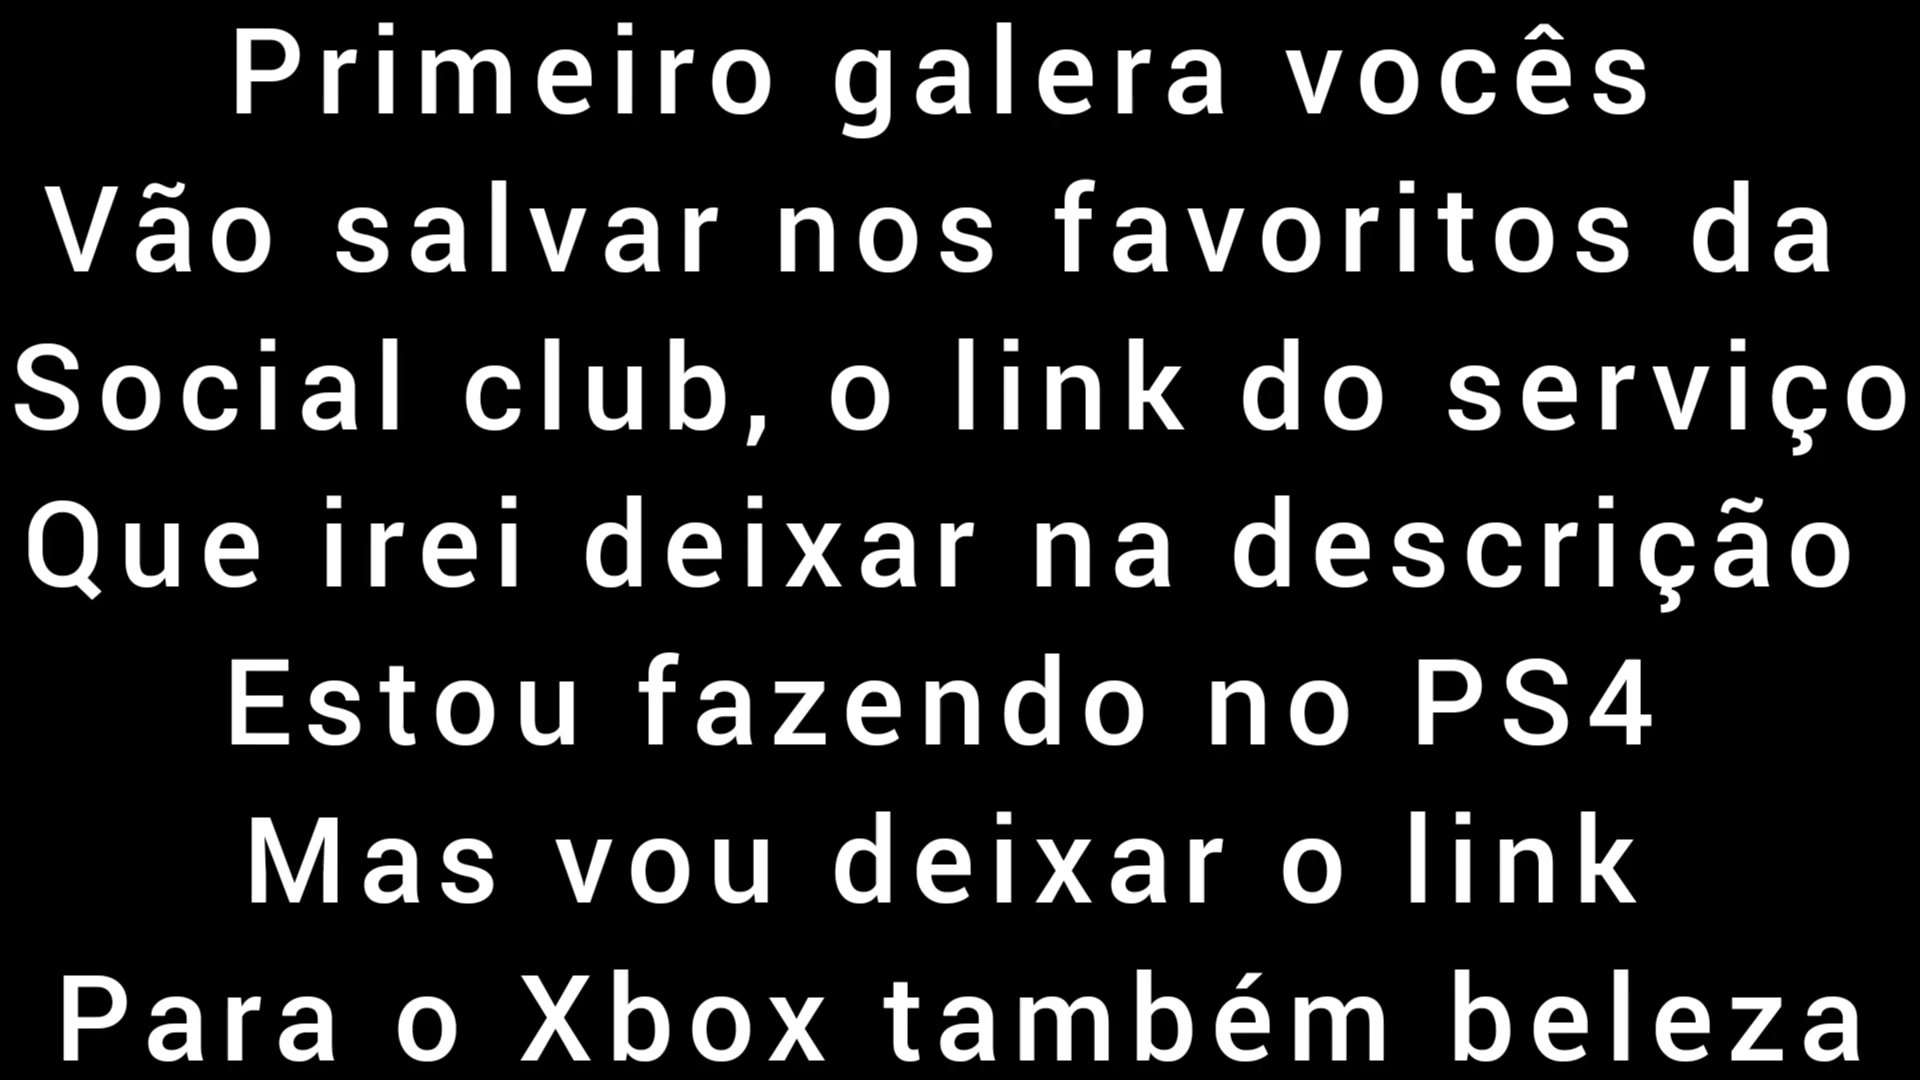 Primeiro galera vocês
Vão salvar nos favoritos da
Social club, o link do serviço
Que irei deixar na descrição
Estou fazendo no PS4
Mas vou deixar o link
Para o Xbox também beleza